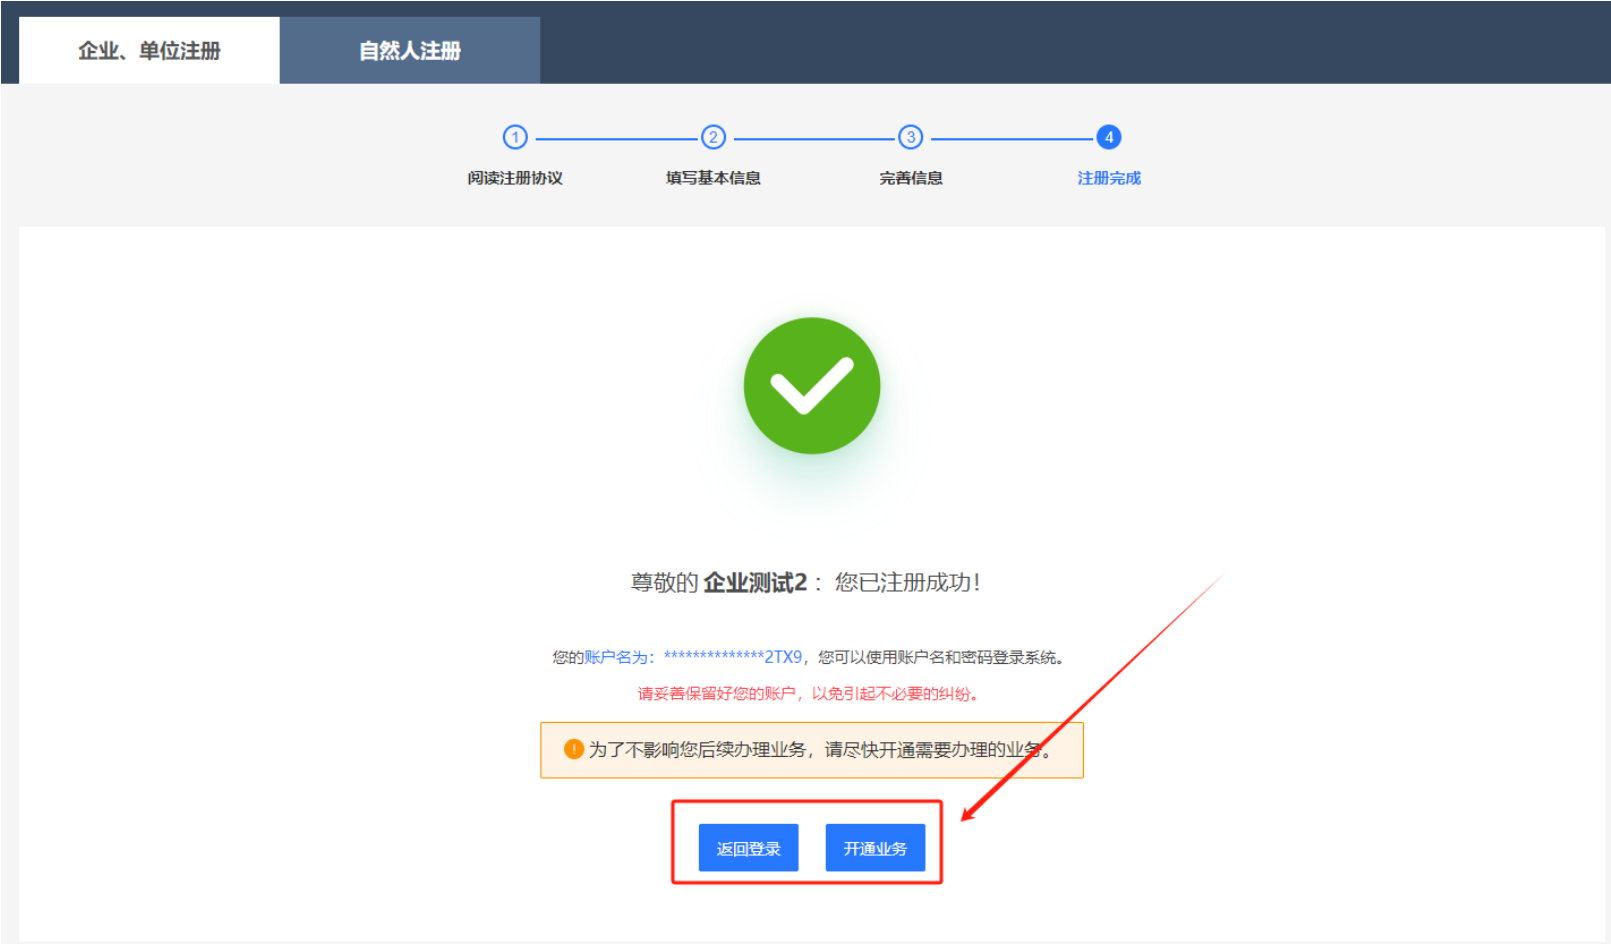 企业、单位注册
自然人注册
1
2
3
4
阅读注册协议
填写基本信息
完善信息
注册完成
尊敬的 企业测试2 ：您已注册成功！
您的账户名为：**************2TX9，您可以使用账户名和密码登录系统。
请妥善保留好您的账户，以免引起不必要的纠纷。
! 为了不影响您后续办理业务，请尽快开通需要办理的业务。
返回登录
开通业务